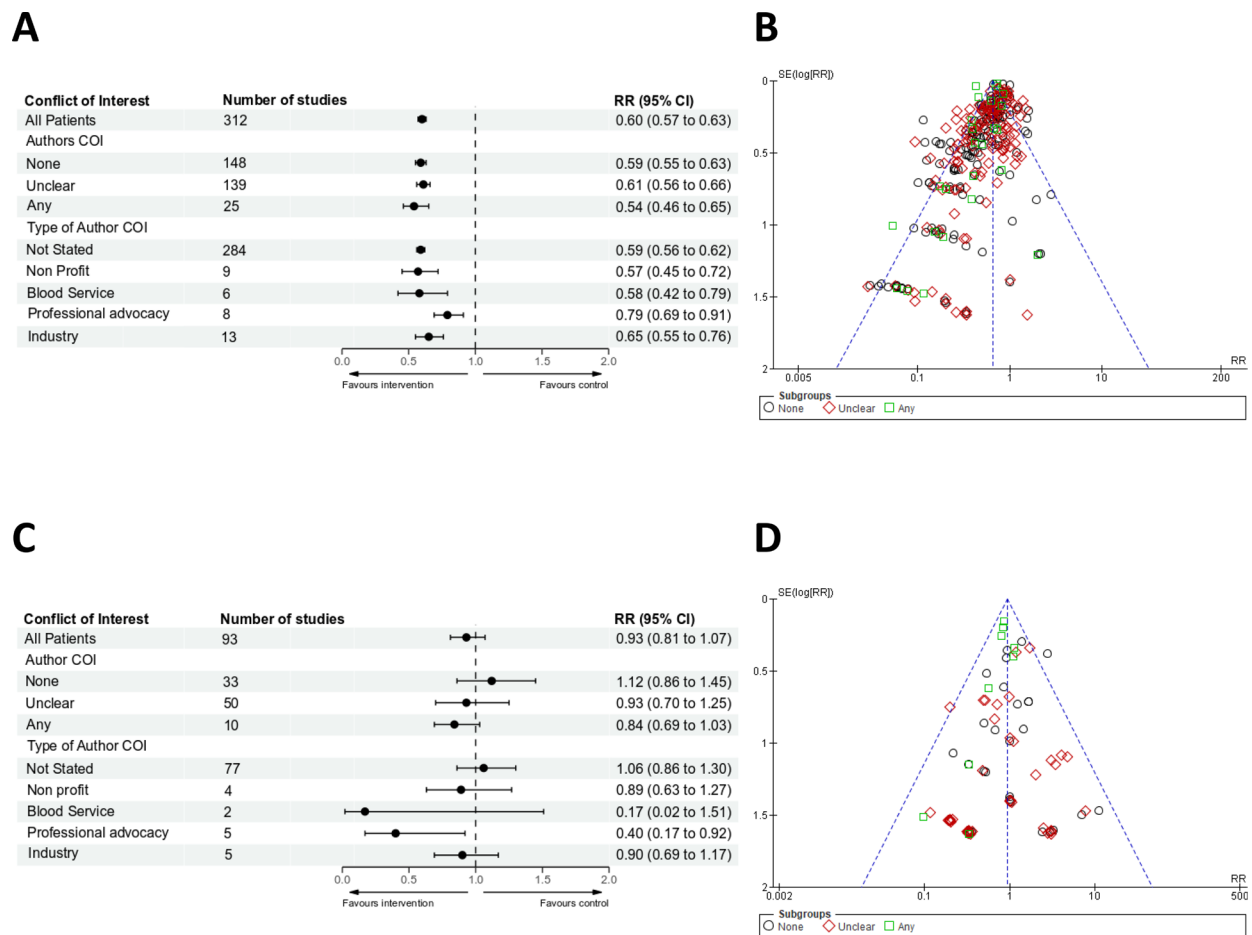 A
Conflict of Interest Number of studies RR (95% CI)
All Patients 312 0.60 (0.57 to 0.63)
Authors COI
None 148 0.59 (0.55 to 0.63)
Unclear 139 0.61 (0.56 to 0.66)
Any 25 0.54 (0.46 to 0.65)
Type of Author COI
Not Stated 284 0.59 (0.56 to 0.62)
Non Profit 9 0.57 (0.45 to 0.72)
Blood Service 6 0.58 (0.42 to 0.79)
Professional advocacy 8 0.79 (0.69 to 0.91)
Industry 13 0.65 (0.55 to 0.76)
0.0 0.5 1.0 1.5 2.0
Favours intervention Favours control
B
SE(log[RR])
0
0.5
1
1.5
2
RR
0.005 0.1 1 10 200
Subgroups
None Unclear Any
C
Conflict of Interest Number of studies RR (95% CI)
All Patients 93 0.93 (0.81 to 1.07)
Author COI
None 33 1.12 (0.86 to 1.45)
Unclear 50 0.93 (0.70 to 1.25)
Any 10 0.84 (0.69 to 1.03)
Type of Author COI
Not Stated 77 1.06 (0.86 to 1.30)
Non profit 4 0.89 (0.63 to 1.27)
Blood Service 2 0.17 (0.02 to 1.51)
Professional advocacy 5 0.40 (0.17 to 0.92)
Industry 5 0.90 (0.69 to 1.17)
0.0 0.5 1.0 1.5 2.0
Favours intervention Favours control
D
SE(log[RR])
0
0.5
1
1.5
2
RR
0.002 0.1 1 10 500
Subgroups
None Unclear Any